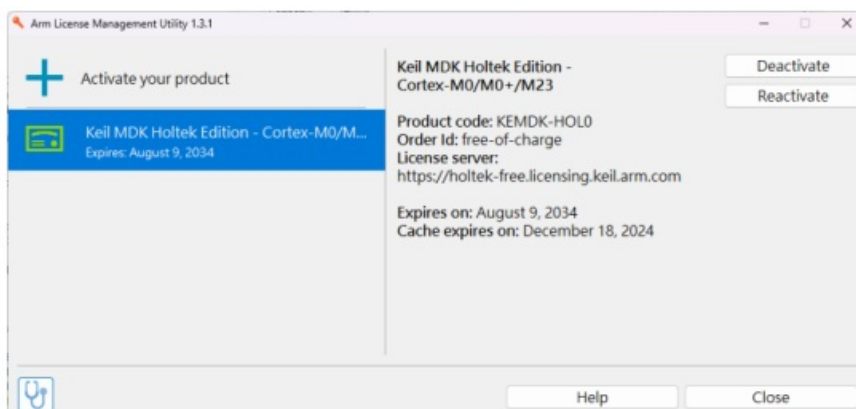 Arm License Management Utility 1.3.1
Activate your product
Keil MDK Holtek Edition - Cortex-M0/M...
Expires: August 9, 2034
Keil MDK Holtek Edition -
Cortex-M0/M0+/M23
Product code: KEMDK-HOL0
Order Id: free-of-charge
License server:
https://holtek-free.licensing.keil.arm.com
Expires on: August 9, 2034
Cache expires on: December 18, 2024
Deactivate
Reactivate
Help
Close